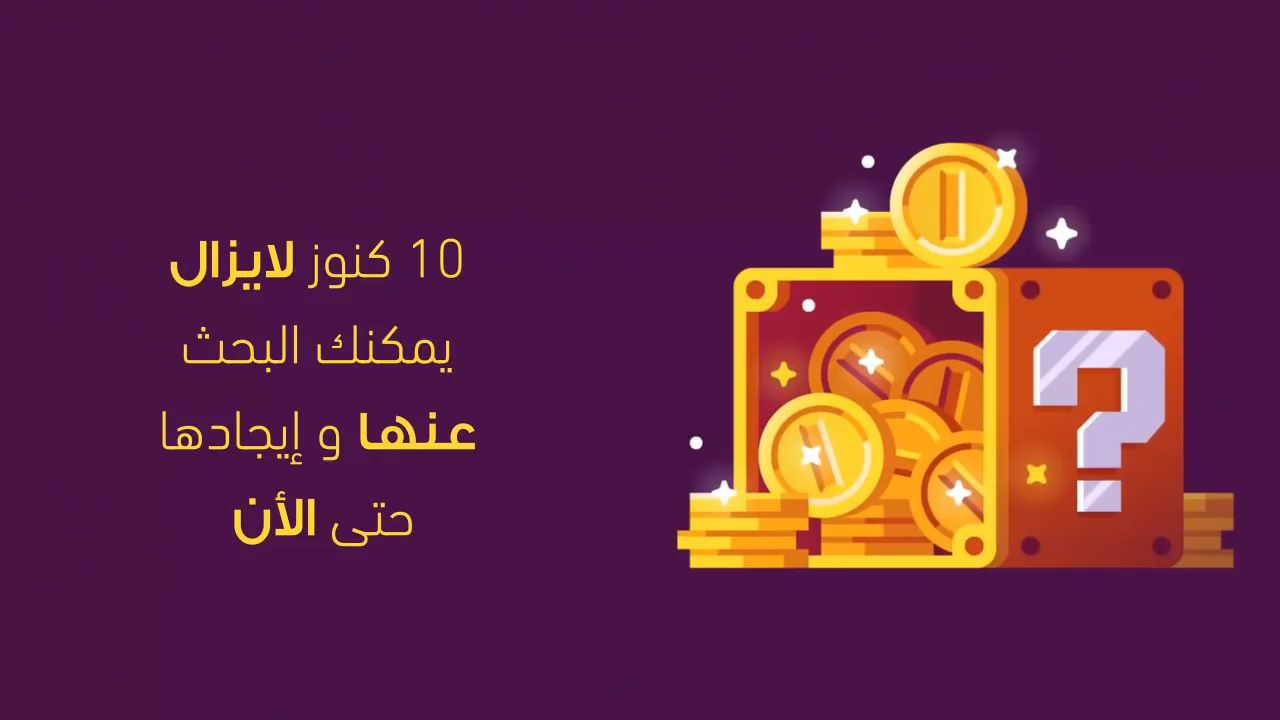 10 كنوز لايزال
يمكنك البحث
عنها و إيجادها
حتى الأن
?